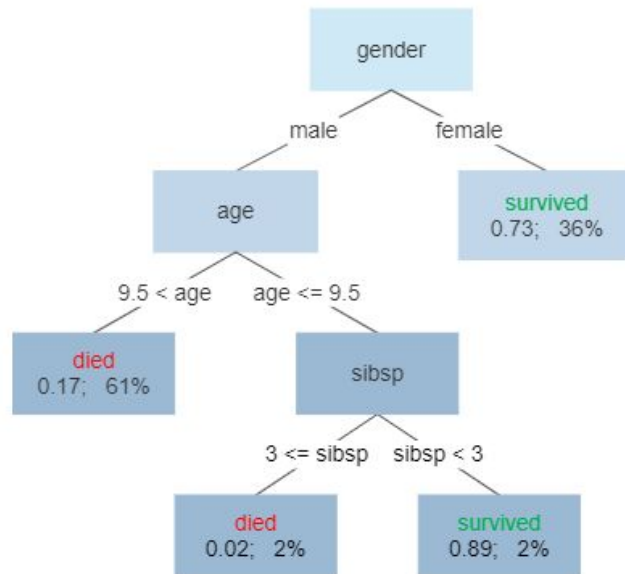 gender
male
female
age
survived
0.73; 36%
9.5 < age
age <= 9.5
died
0.17; 61%
sibsp
3 <= sibsp
sibsp < 3
died
0.02; 2%
survived
0.89; 2%